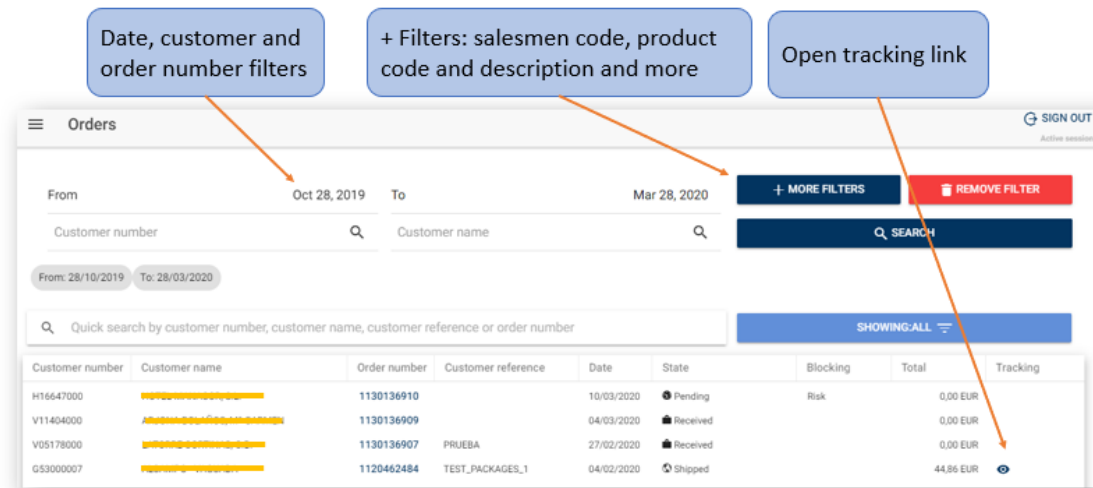 Date, customer and
order number filters
+ Filters: salesmen code, product
code and description and more
Open tracking link
Orders
SIGN OUT
Active session
From Oct 28, 2019 To Mar 28, 2020
+ MORE FILTERS
REMOVE FILTER
Customer number Customer name
SEARCH
From: 28/10/2019 To: 28/03/2020
Quick search by customer number, customer name, customer reference or order number
SHOWING:ALL
Customer number Customer name Order number Customer reference Date State Blocking Total Tracking
H16647000 1130136910 10/03/2020 Pending Risk 0,00 EUR
V11404000 1130136909 04/03/2020 Received 0,00 EUR
V05178000 1130136907 PRUEBA 27/02/2020 Received 0,00 EUR
G53000007 1120462484 TEST_PACKAGES_1 04/02/2020 Shipped 44,86 EUR